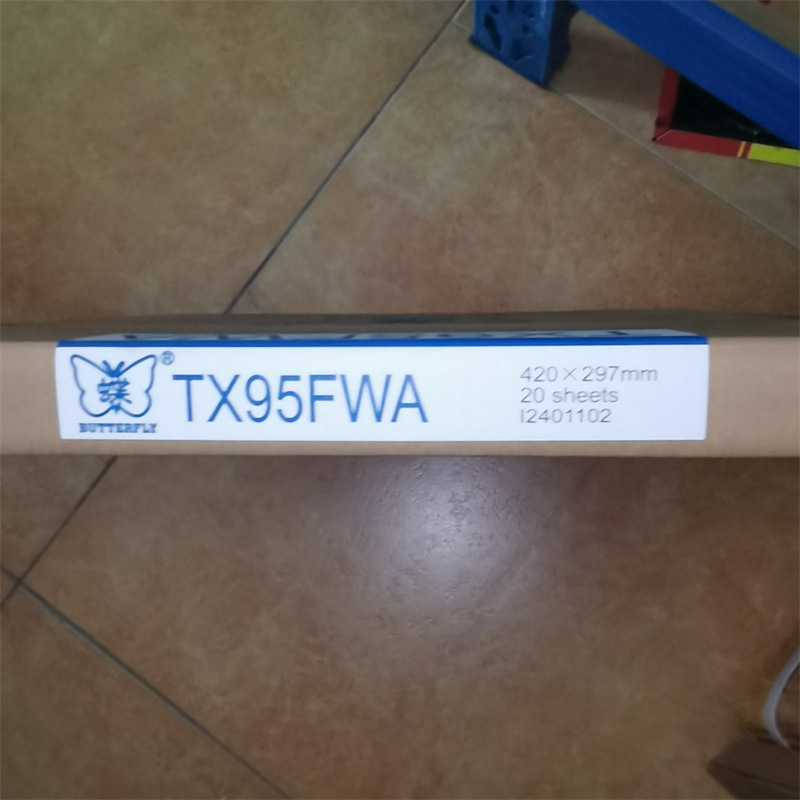 蝶
®
BUTTERFLY
TX95FWA
420×297mm
20 sheets
I2401102